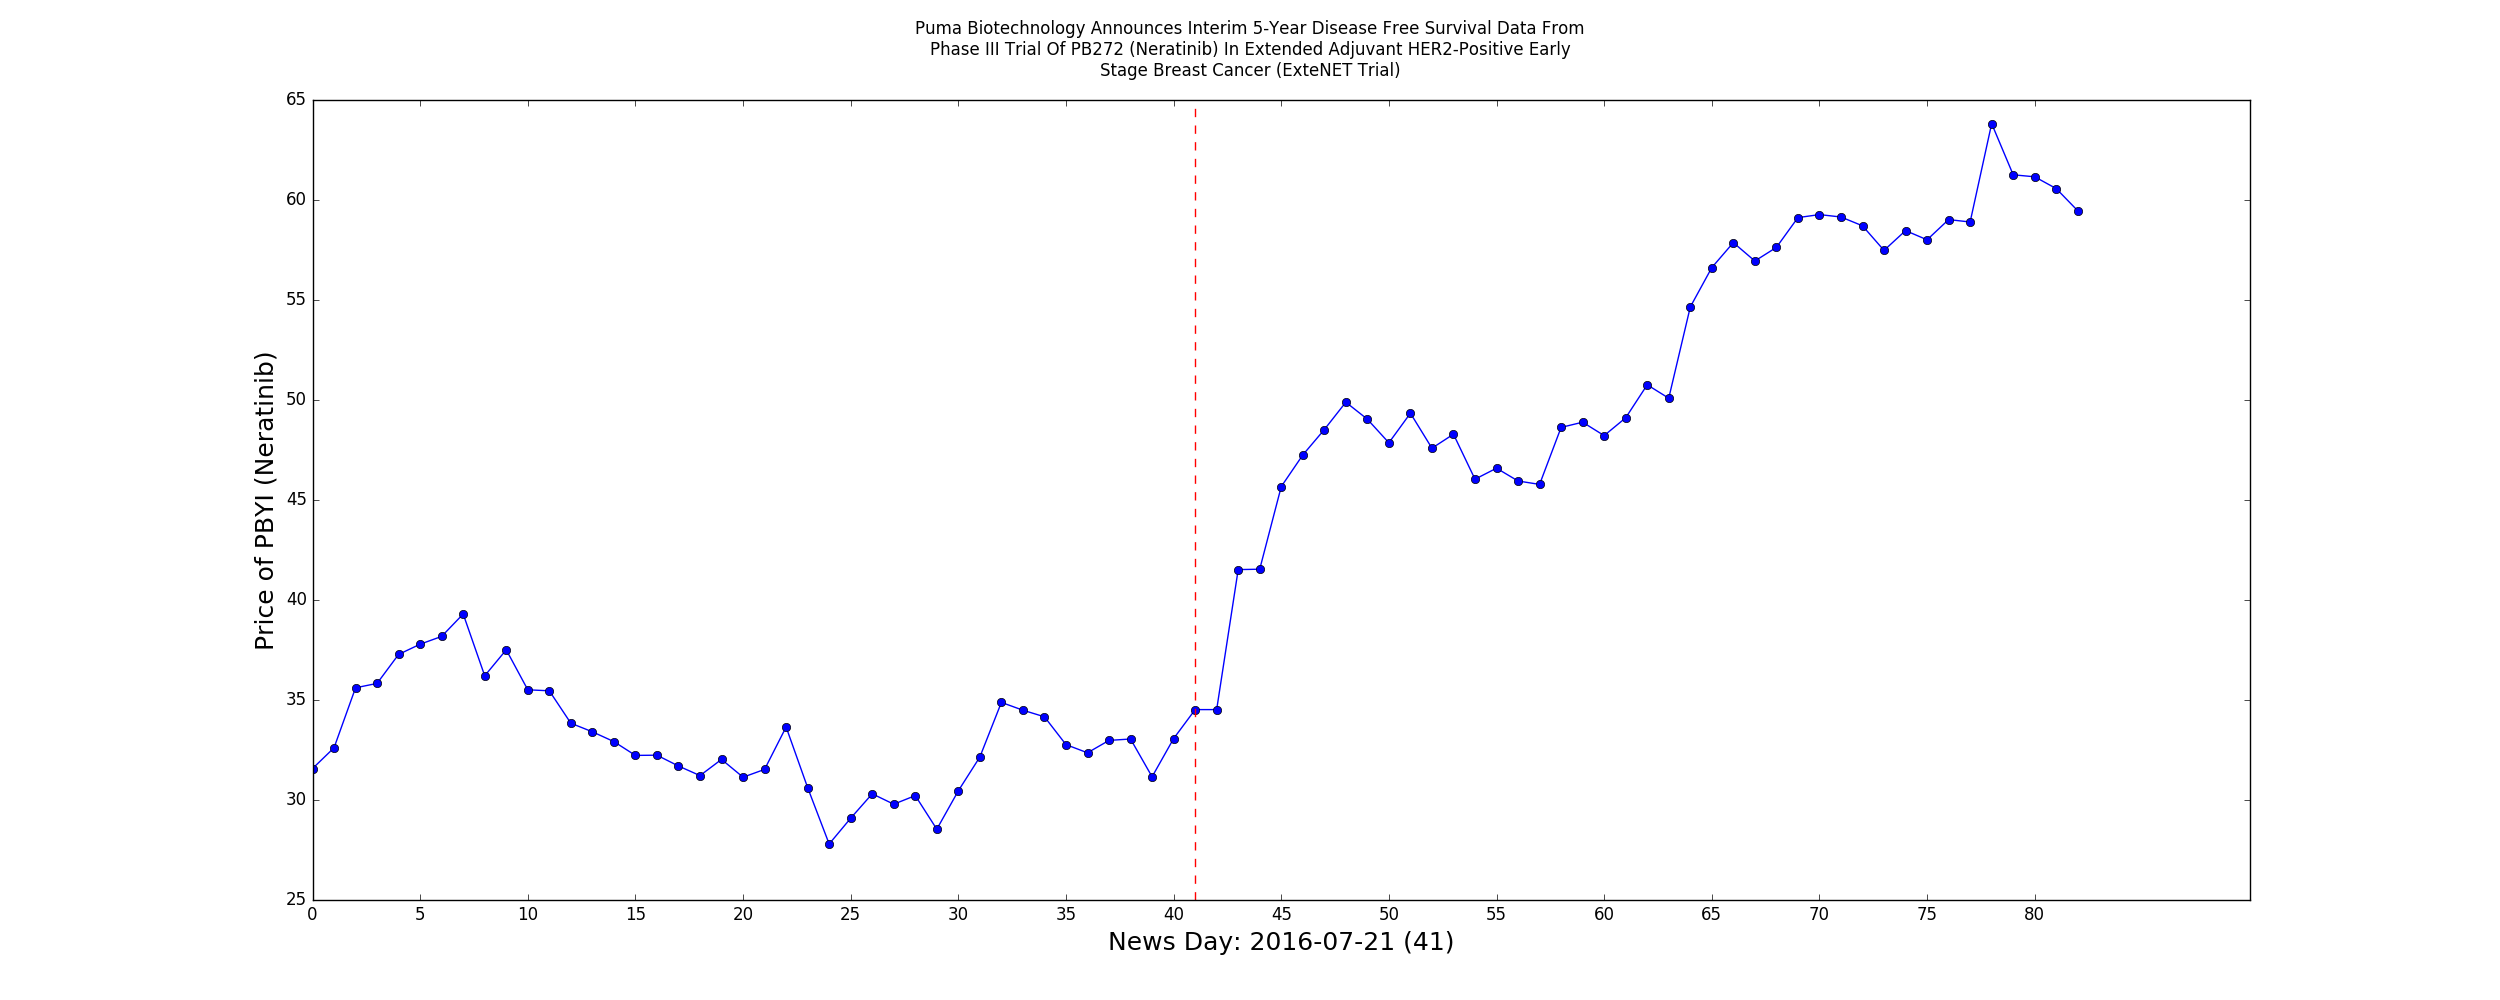 Puma Biotechnology Announces Interim 5-Year Disease Free Survival Data From
Phase III Trial Of PB272 (Neratinib) In Extended Adjuvant HER2-Positive Early
Stage Breast Cancer (ExteNET Trial)
65
60
55
50
45
40
35
30
25
Price of PBYI (Neratinib)
0 5 10 15 20 25 30 35 40 45 50 55 60 65 70 75 80
News Day: 2016-07-21 (41)